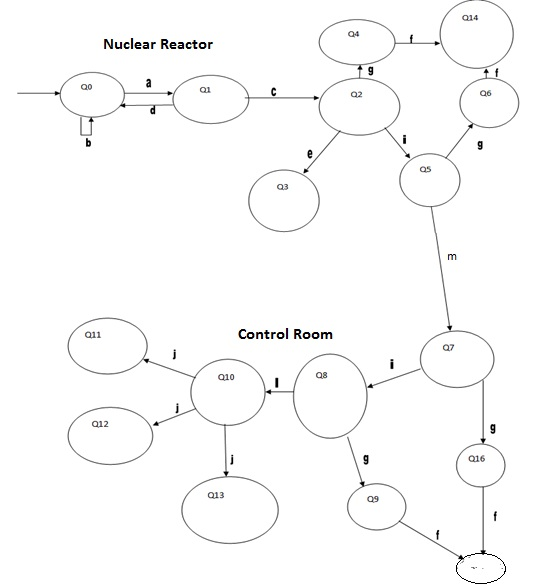 Q14
Q4
f
Nuclear Reactor
g
f
Q0
a
Q1
c
Q2
Q6
d
b
i
g
e
Q5
Q3
m
Control Room
Q11
j
Q7
Q10
l
Q8
i
j
Q12
g
g
j
Q16
Q13
Q9
f
f